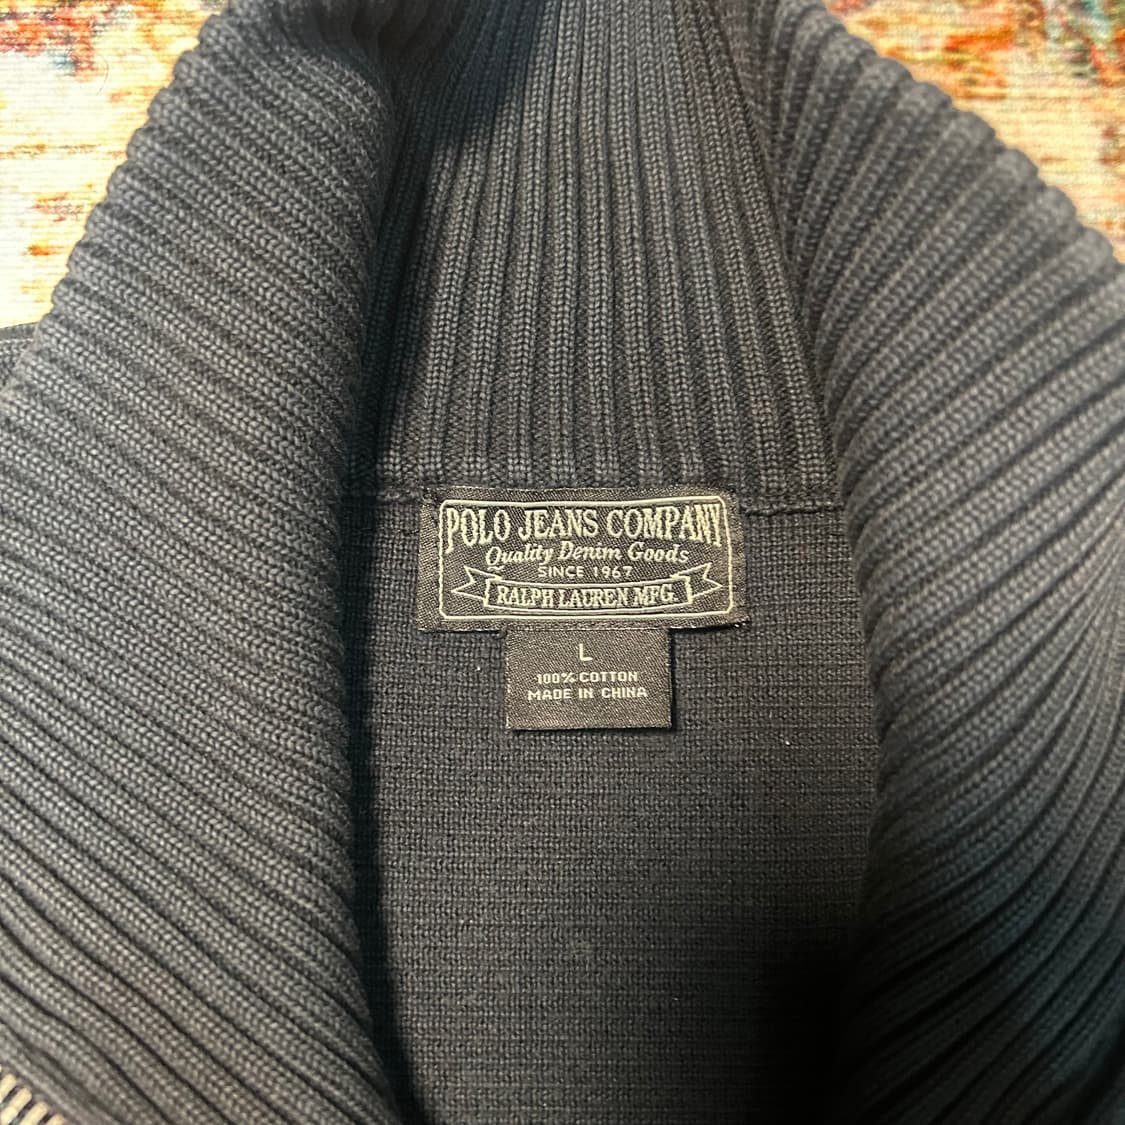 POLO JEANS COMPANY
Quality Denim Goods
SINCE 1967
RALPH LAUREN MFG.
L
100% COTTON
MADE IN CHINA